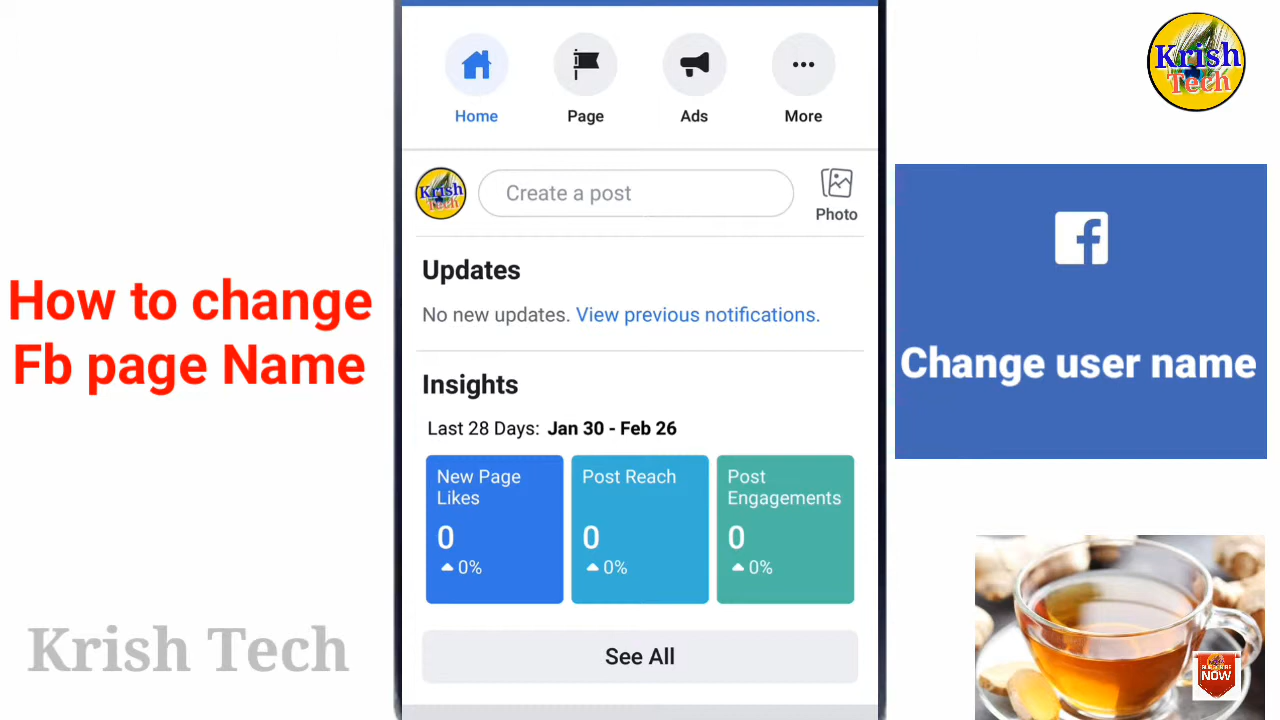 Home
Page
Ads
More
Krish
Tech
Krish
Tech
Create a post
Photo
Updates
No new updates. View previous notifications.
Insights
Last 28 Days: Jan 30 - Feb 26
New Page
Likes
0
0%
Post Reach
0
0%
Post
Engagements
0
0%
See All
How to change
Fb page Name
Krish Tech
Change user name
SUBSCRIBE
NOW